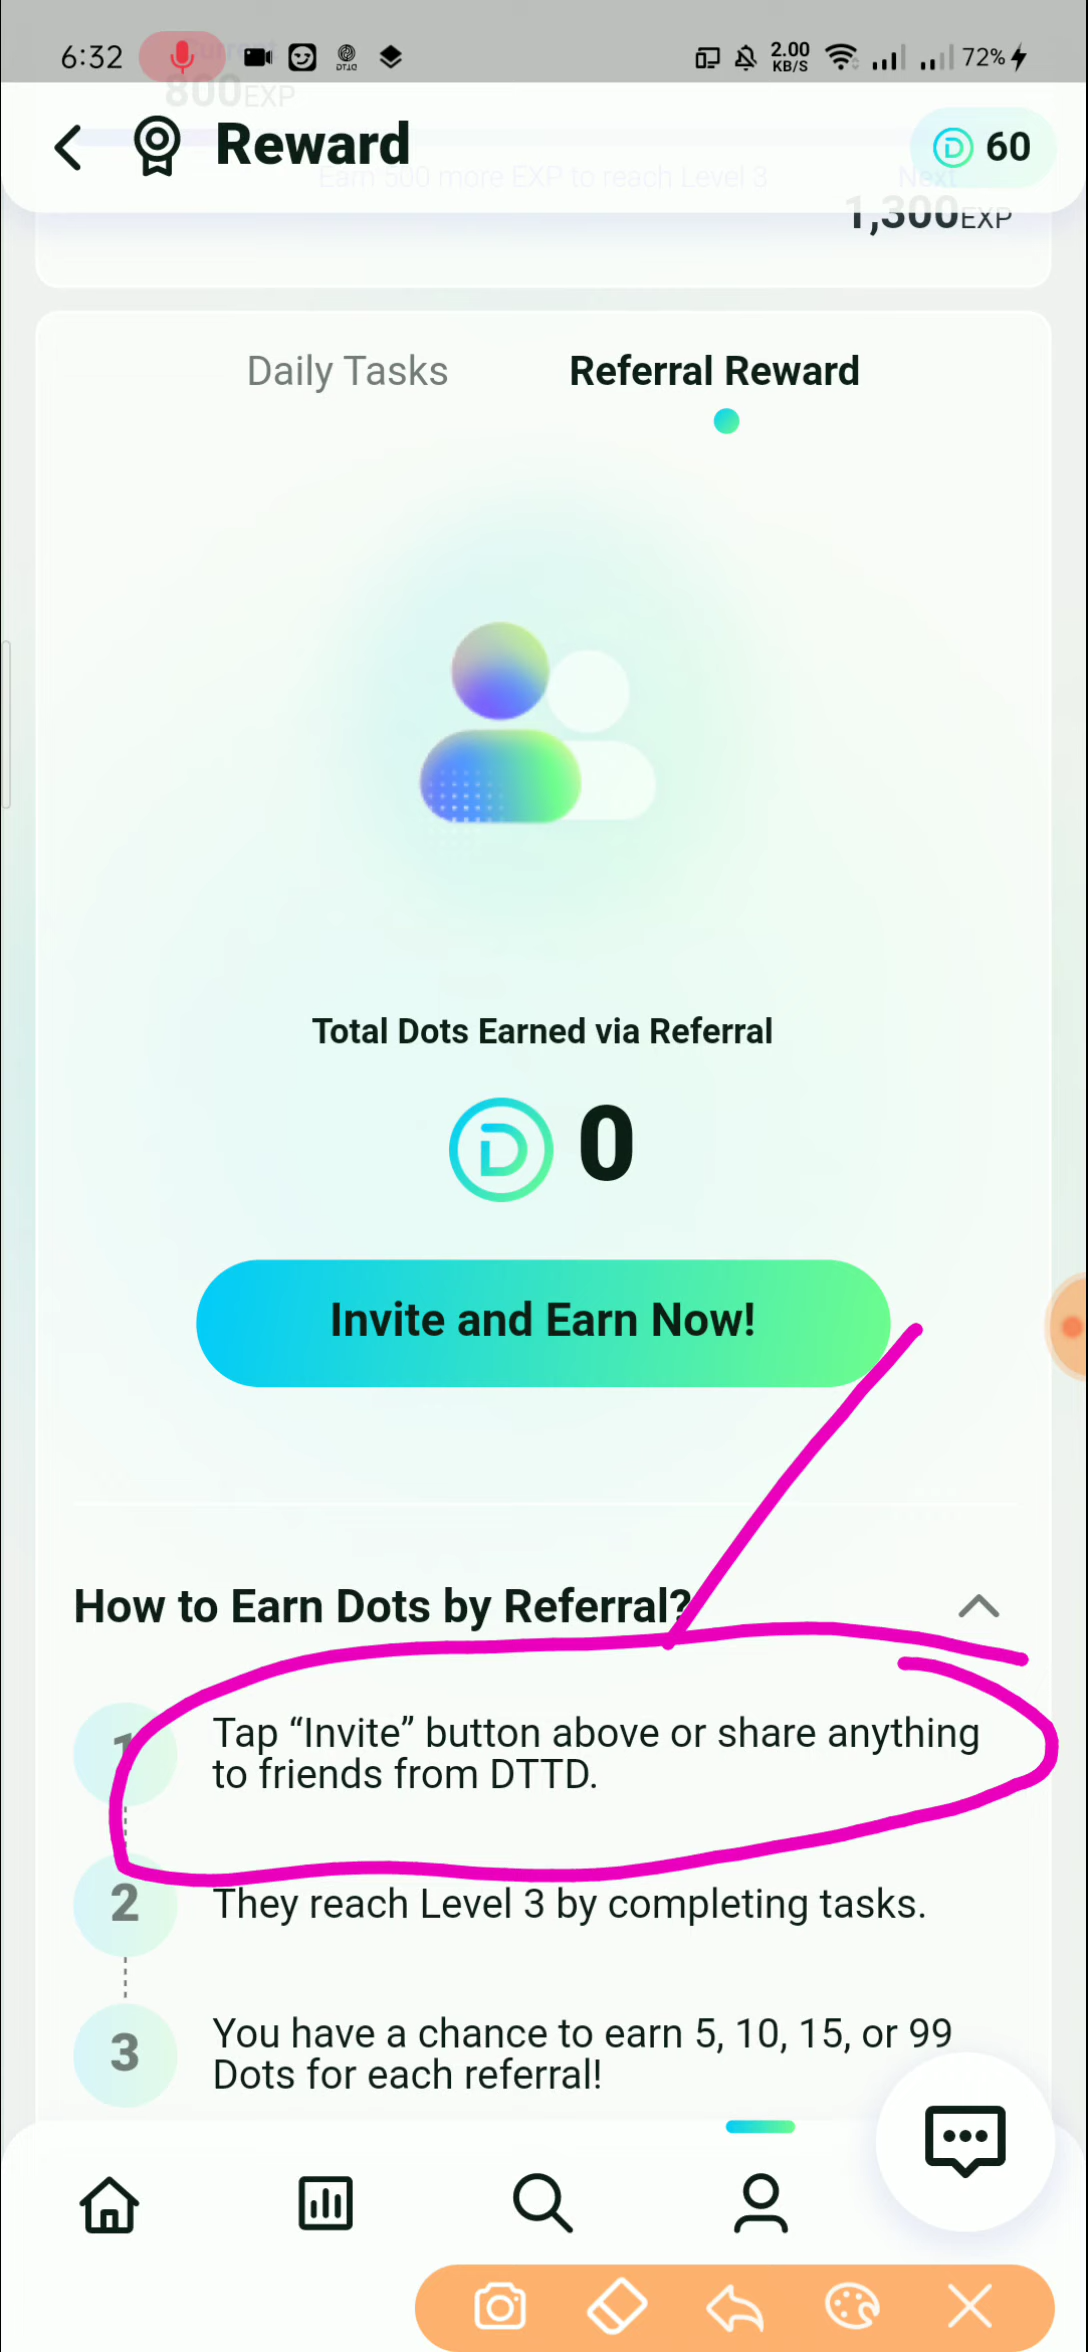 6:32
DTTD
2.00
KB/S
72%
Current
800EXP
Reward
60
Earn 500 more EXP to reach Level 3
Next
1,300EXP
Daily Tasks
Referral Reward
Total Dots Earned via Referral
D 0
Invite and Earn Now!
How to Earn Dots by Referral?
1
Tap “Invite” button above or share anything
to friends from DTTD.
2
They reach Level 3 by completing tasks.
3
You have a chance to earn 5, 10, 15, or 99
Dots for each referral!